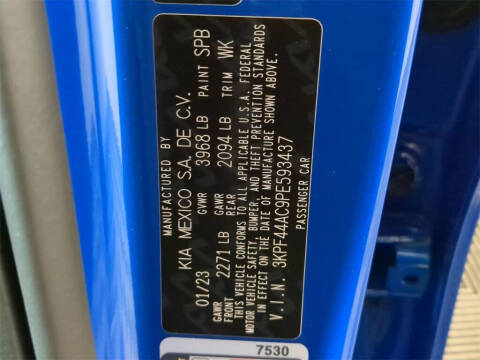 KIA MEXICO S.A. DE C.V.
01/23 GVWR 3968 LB PAINT SPB
GAWR FRONT 2271 LB GAWR REAR 2094 LB TRIM WK
THIS VEHICLE CONFORMS TO ALL APPLICABLE U.S.A. FEDERAL
MOTOR VEHICLE SAFETY, BUMPER, AND THEFT PREVENTION STANDARDS
IN EFFECT ON THE DATE OF MANUFACTURE SHOWN ABOVE.
V.I.N. 3KPF44AC9PE593437
PASSENGER CAR
7530